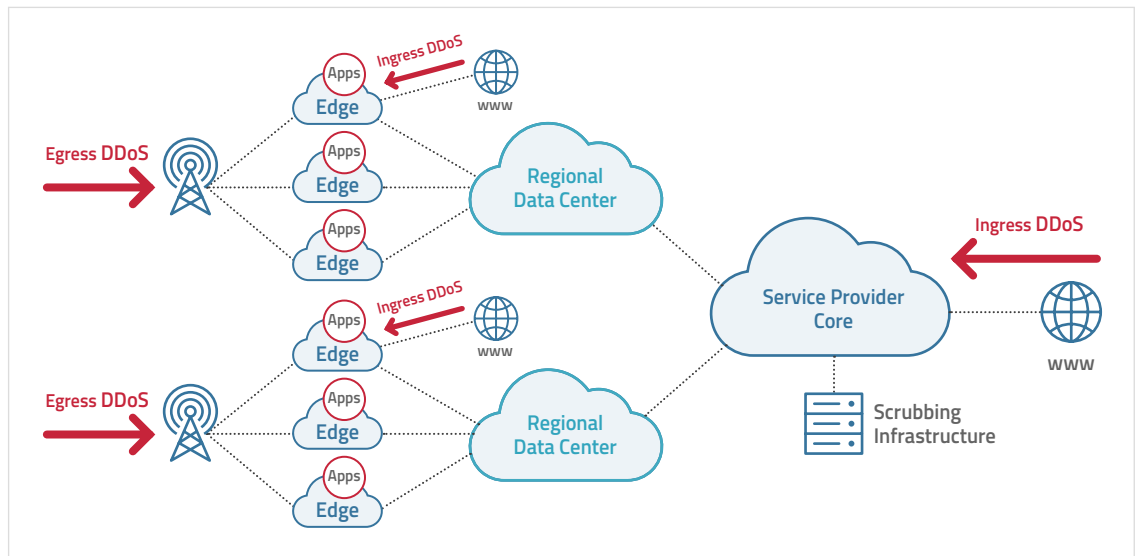 Ingress DDoS
Apps
Edge
www
Egress DDoS
Apps
Edge
Regional
Data Center
Apps
Edge
Ingress DDoS
Service Provider
Core
www
Ingress DDoS
Apps
Edge
www
Egress DDoS
Apps
Edge
Regional
Data Center
Scrubbing
Infrastructure
Apps
Edge